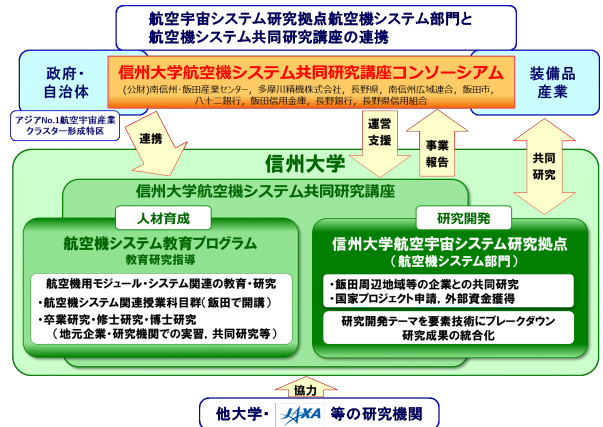 航空宇宙システム研究拠点航空機システム部門と
航空機システム共同研究講座の連携
政府・
自治体
信州大学航空機システム共同研究講座コンソーシアム
(公財)南信州・飯田産業センター，多摩川精機株式会社，長野県，南信州広域連合，飯田市，
八十二銀行，飯田信用金庫，長野銀行，長野県信用組合
装備品
産業
アジアNo.1航空宇宙産業
クラスター形成特区
連携
運営
支援
事業
報告
共同
研究
信州大学
信州大学航空機システム共同研究講座
人材育成
航空機システム教育プログラム
教育研究指導
航空機用モジュール・システム関連の教育・研究
・航空機システム関連授業科目群（飯田で開講）
・卒業研究・修士研究・博士研究
（地元企業・研究機関での実習，共同研究等）
研究開発
信州大学航空宇宙システム研究拠点
（航空機システム部門）
・飯田周辺地域等の企業との共同研究
・国家プロジェクト申請，外部資金獲得
研究開発テーマを要素技術にブレークダウン
研究成果の統合化
協力
他大学・ JAXA 等の研究機関